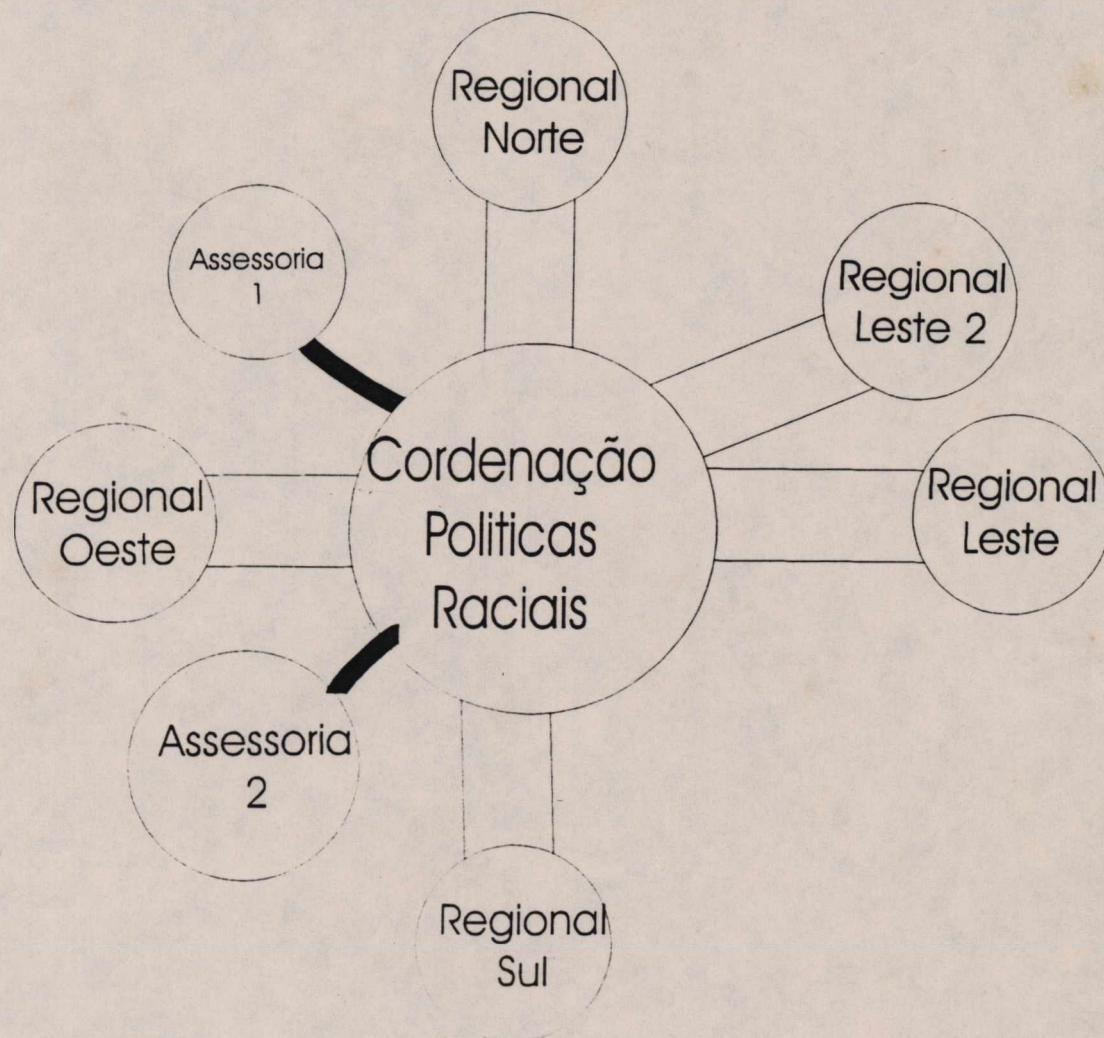 Regional
Norte
Assessoria
1
Regional
Leste 2
Cordenação
Politicas
Raciais
Regional
Oeste
Regional
Leste
Assessoria
2
Regional
Sul